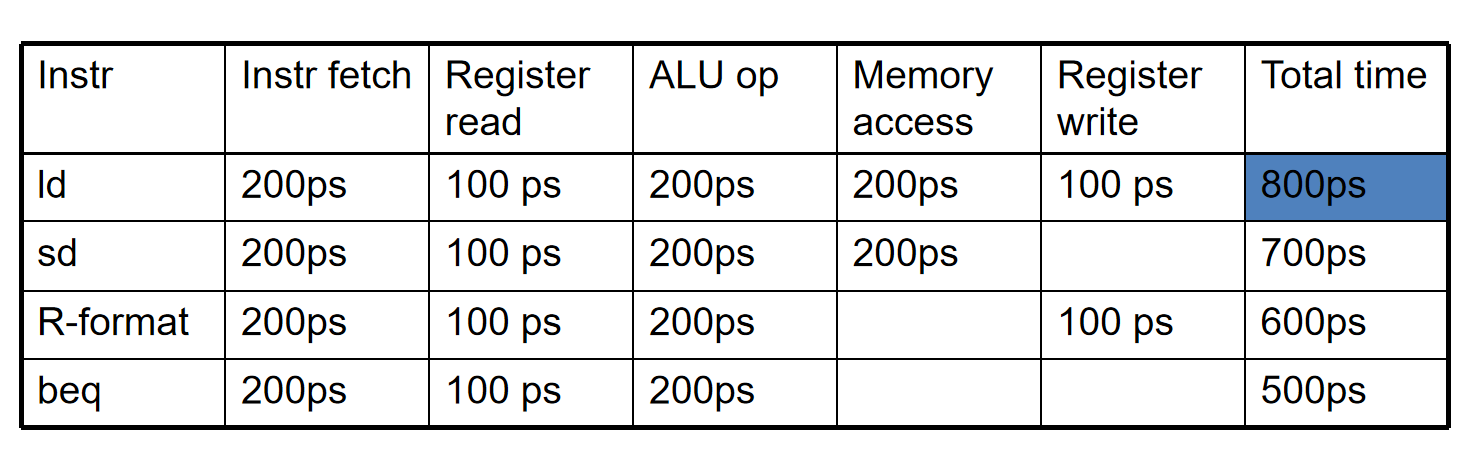 Instr Instr fetch Register read ALU op Memory access Register write Total time
ld 200ps 100 ps 200ps 200ps 100 ps 800ps
sd 200ps 100 ps 200ps 200ps 700ps
R-format 200ps 100 ps 200ps 100 ps 600ps
beq 200ps 100 ps 200ps 500ps